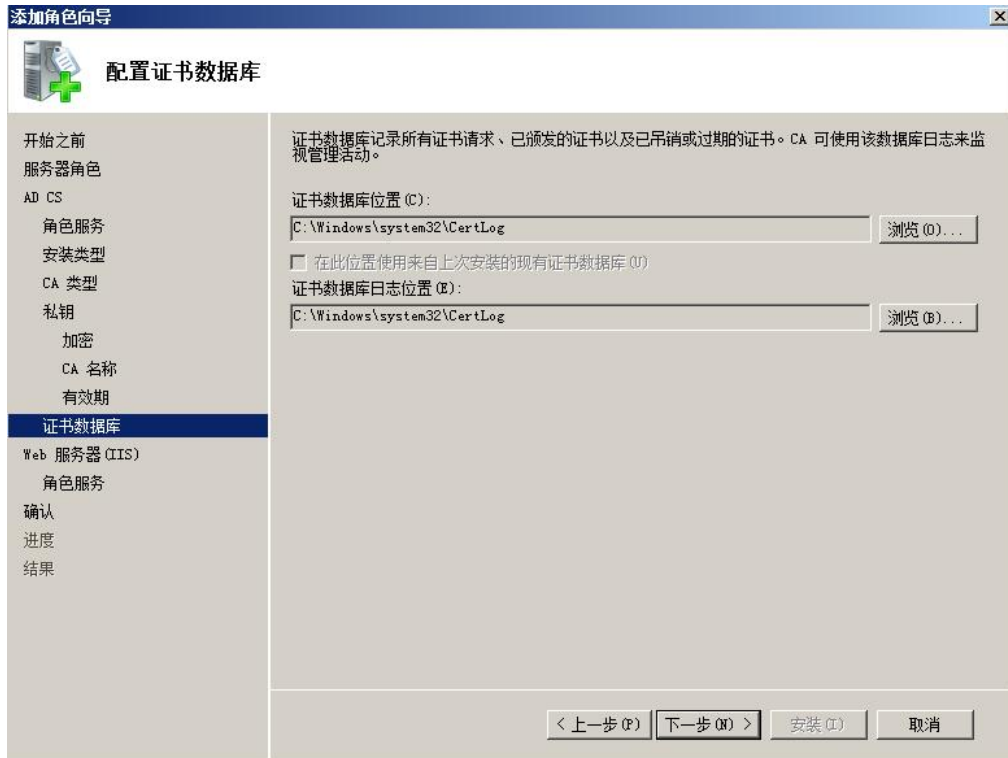 添加角色向导
配置证书数据库
开始之前
服务器角色
AD CS
角色服务
安装类型
CA 类型
私钥
加密
CA 名称
有效期
证书数据库
Web 服务器(IIS)
角色服务
确认
进度
结果
证书数据库记录所有证书请求、已颁发的证书以及已吊销或过期的证书。CA 可使用该数据库日志来监
视管理活动。
证书数据库位置(C):
C:\Windows\system32\CertLog
浏览(O)...
在此位置使用来自上次安装的现有证书数据库(U)
证书数据库日志位置(E):
C:\Windows\system32\CertLog
浏览(B)...
< 上一步(P)
下一步(N) >
安装(I)
取消